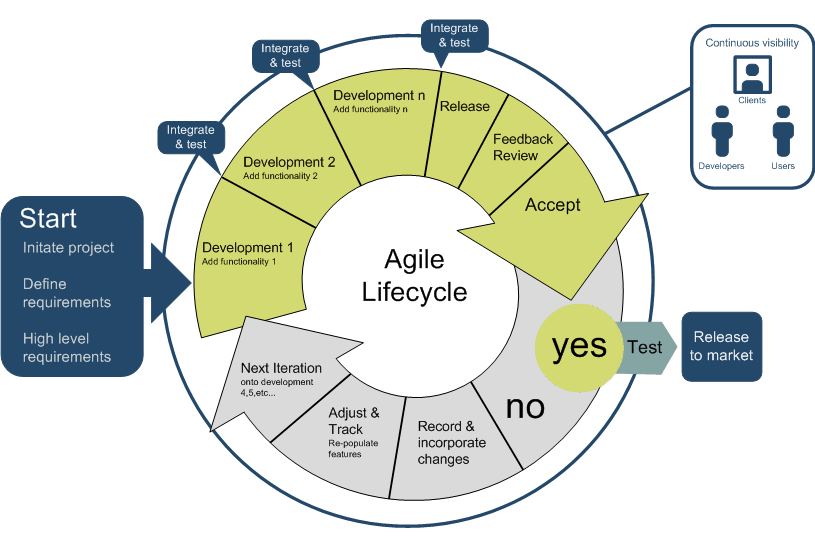 Integrate
& test
Integrate
& test
Integrate
& test
Continuous visibility
Clients
Developers
Users
Start
Initate project
Define
requirements
High level
requirements
Development 1
Add functionality 1
Development 2
Add functionality 2
Development n
Add functionality n
Release
Feedback
Review
Accept
Agile
Lifecycle
yes
Test
Release
to market
no
Record &
incorporate
changes
Adjust &
Track
Re-populate
features
Next Iteration
onto development
4,5,etc...